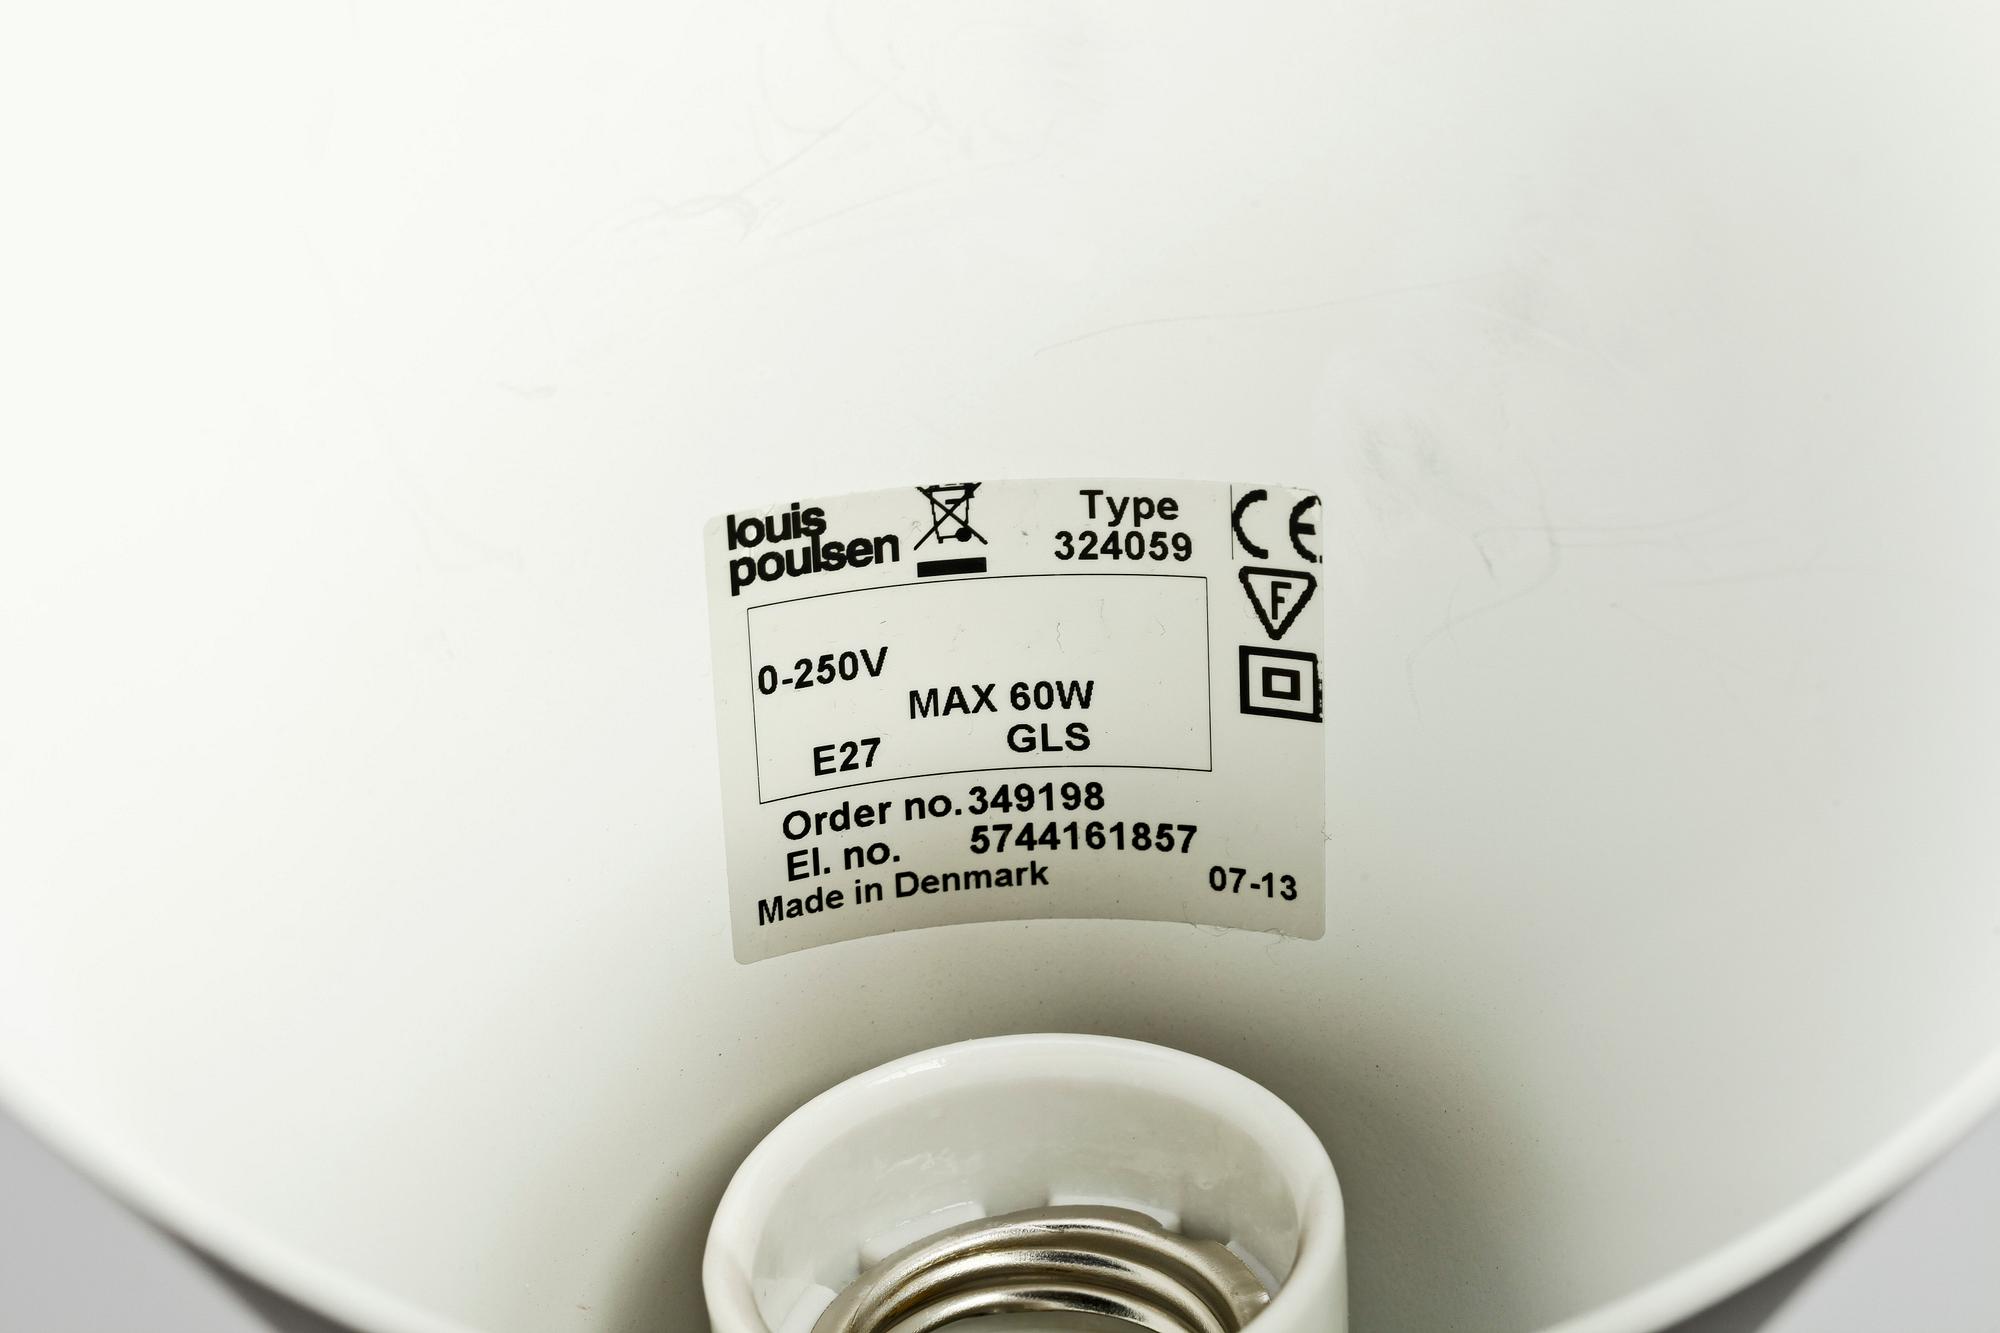 louis
poulsen
Type
324059
CE
F
0-250V
MAX 60W
E27 GLS
Order no. 349198
El. no. 5744161857
Made in Denmark 07-13